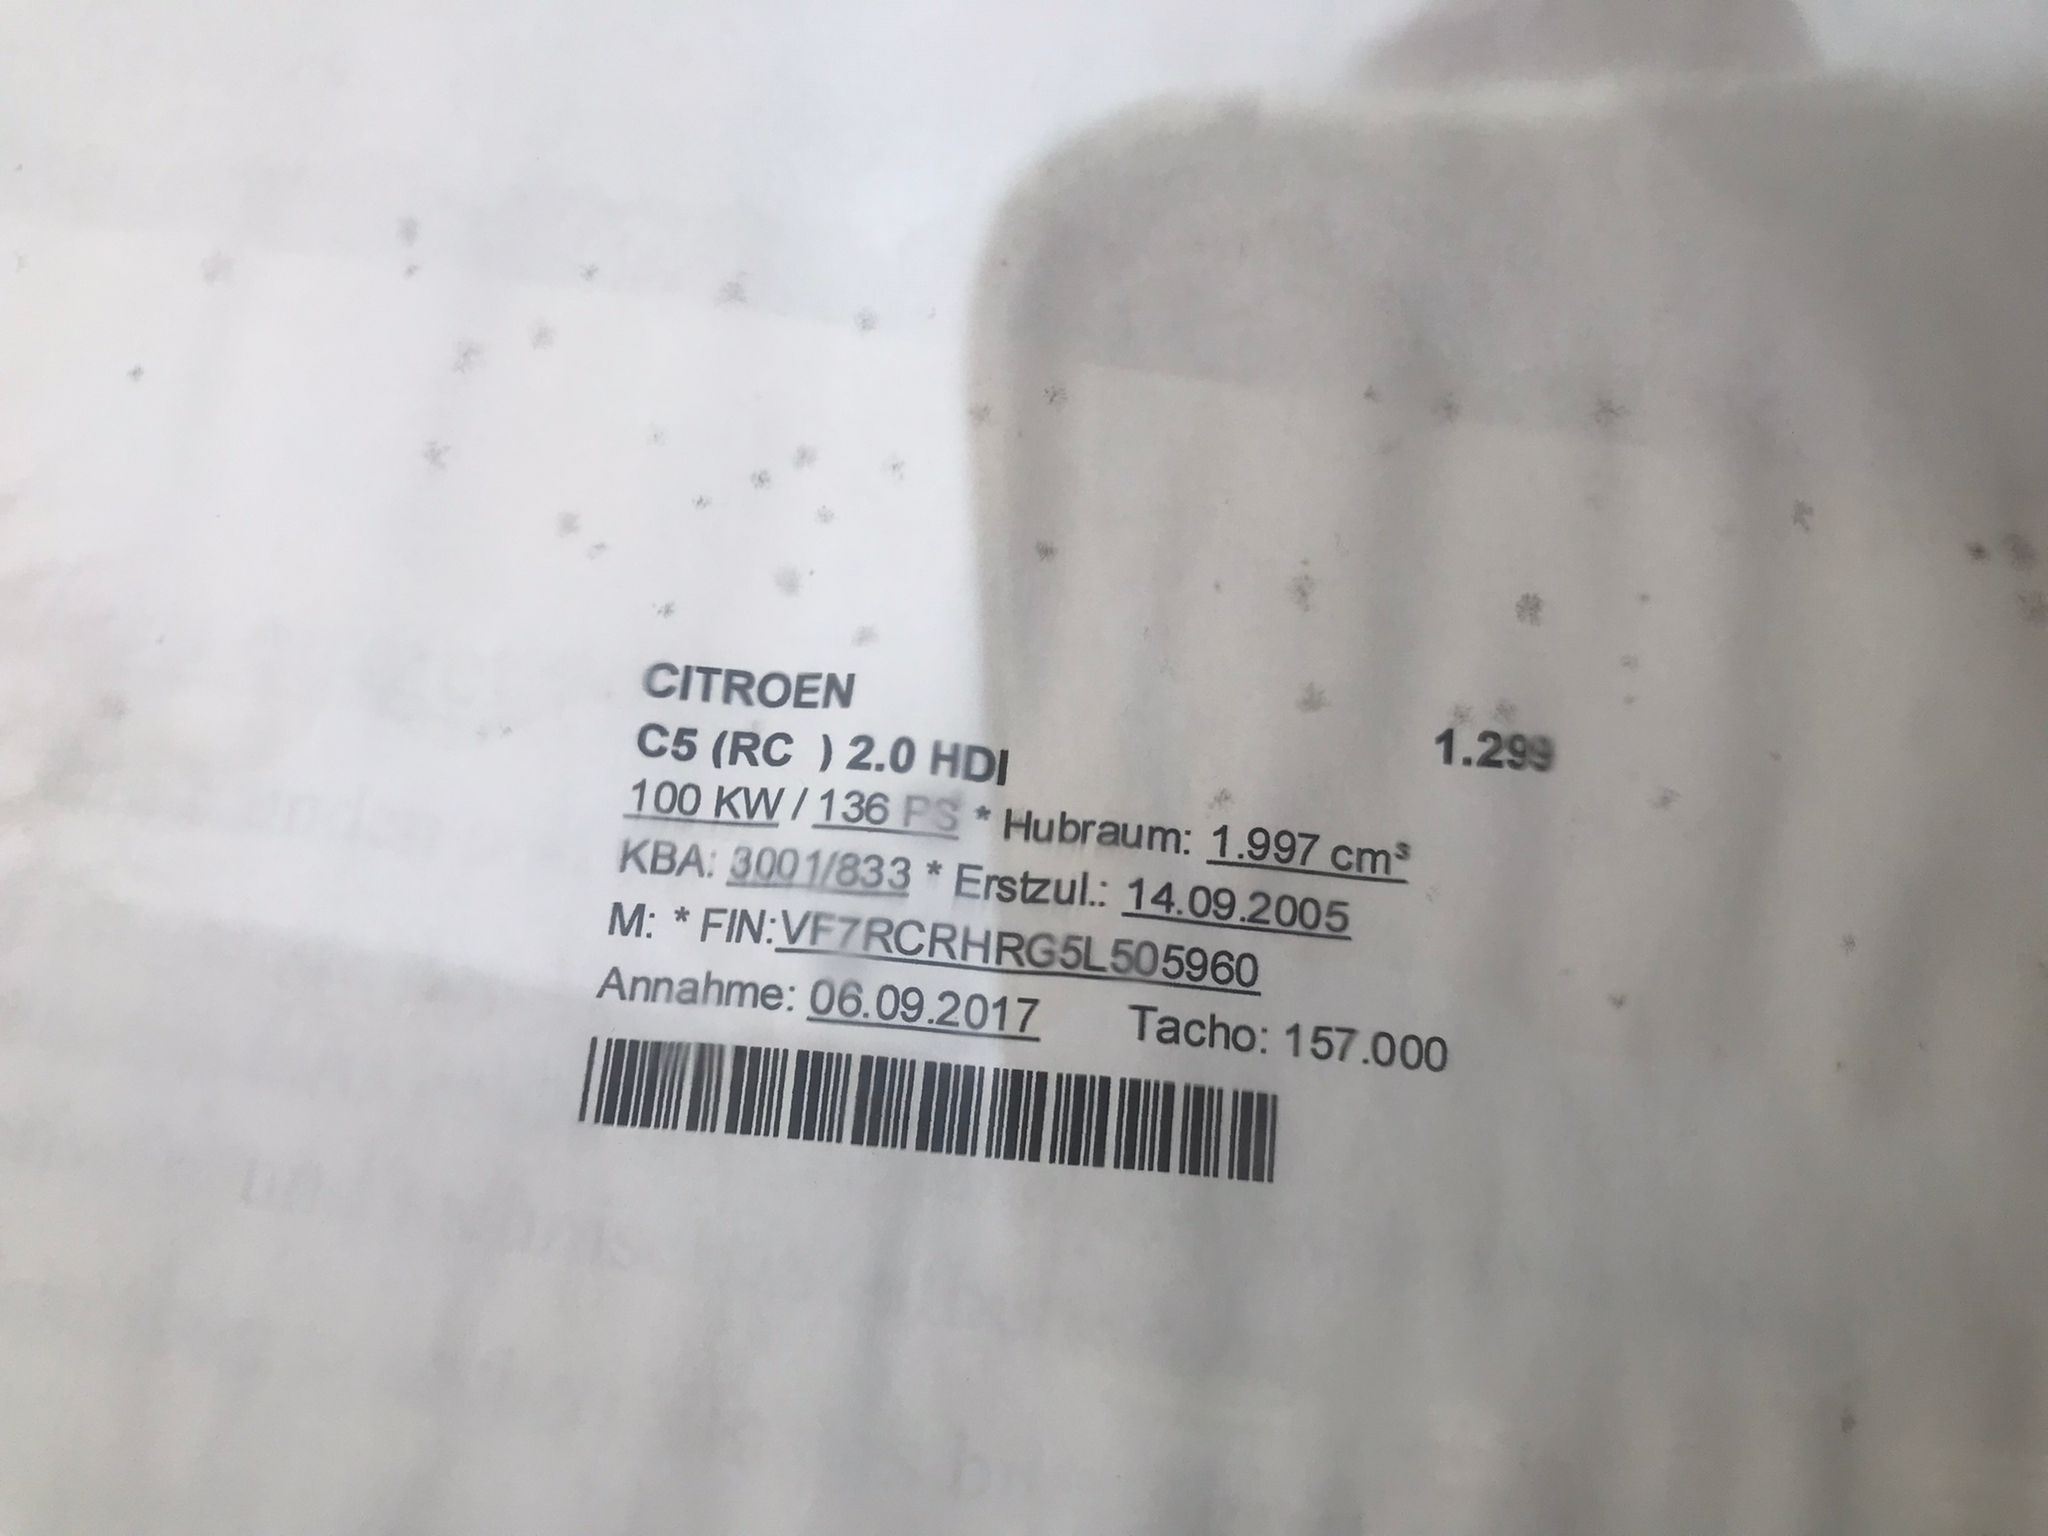 CITROEN
C5 (RC  ) 2.0 HDI 1.299
100 KW / 136 PS * Hubraum: 1.997 cm³
KBA: 3001/833 * Erstzul.: 14.09.2005
M: * FIN:VF7RCRHRG5L505960
Annahme: 06.09.2017 Tacho: 157.000